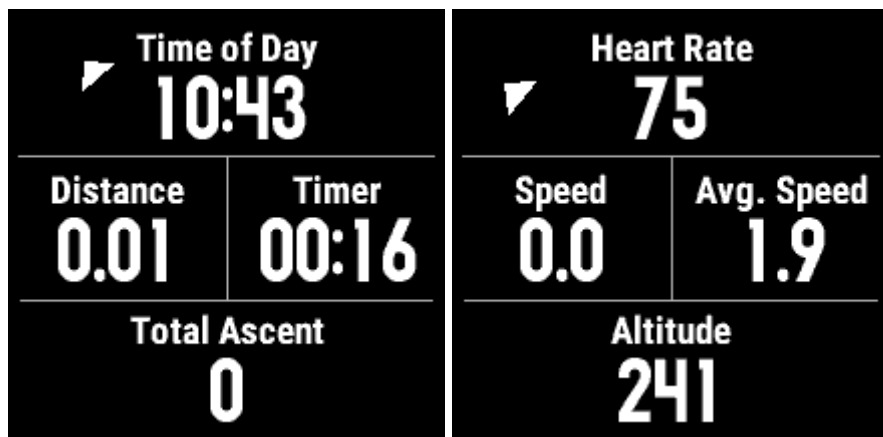 Time of Day
10:43
Distance
Timer
0.01
00:16
Total Ascent
0
Heart Rate
75
Speed
Avg. Speed
0.0
1.9
Altitude
241